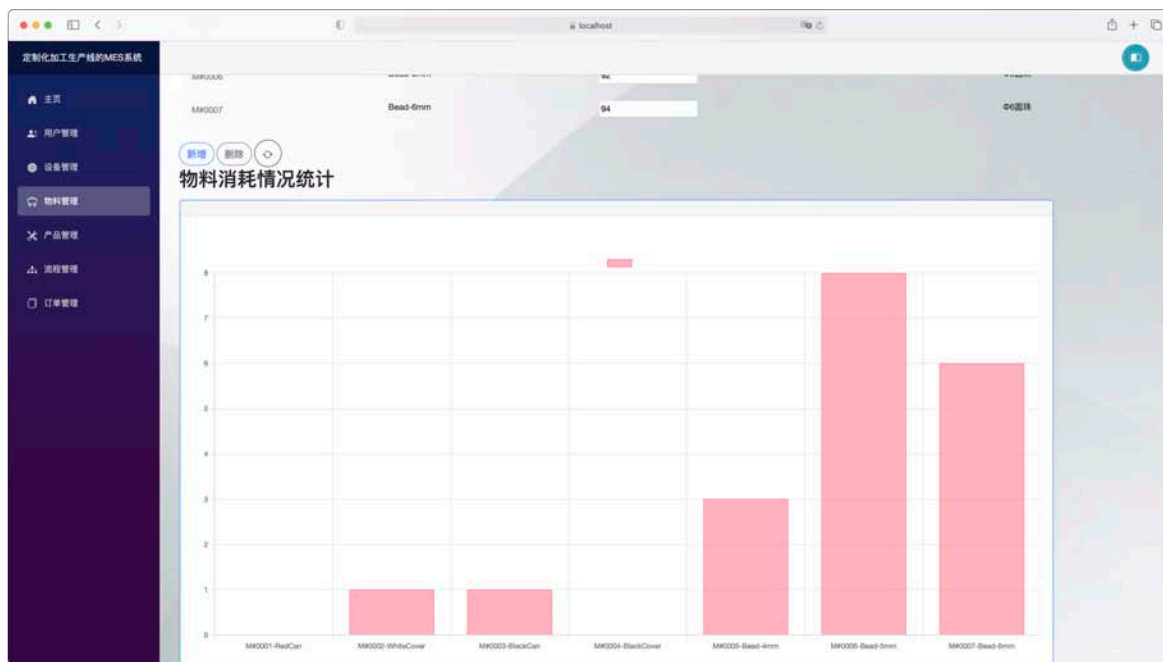 localhost
定制化加工生产线的MES系统
主页
用户管理
设备管理
物料管理
产品管理
流程管理
订单管理
M#0006
92
M#0007 Bead-6mm 94 Φ6圆珠
新增 删除
物料消耗情况统计
8
7
6
5
4
3
2
1
0
M#0001-RedCan M#0002-WhiteCover M#0003-BlackCan M#0004-BlackCover M#0005-Bead-4mm M#0006-Bead-5mm M#0007-Bead-6mm